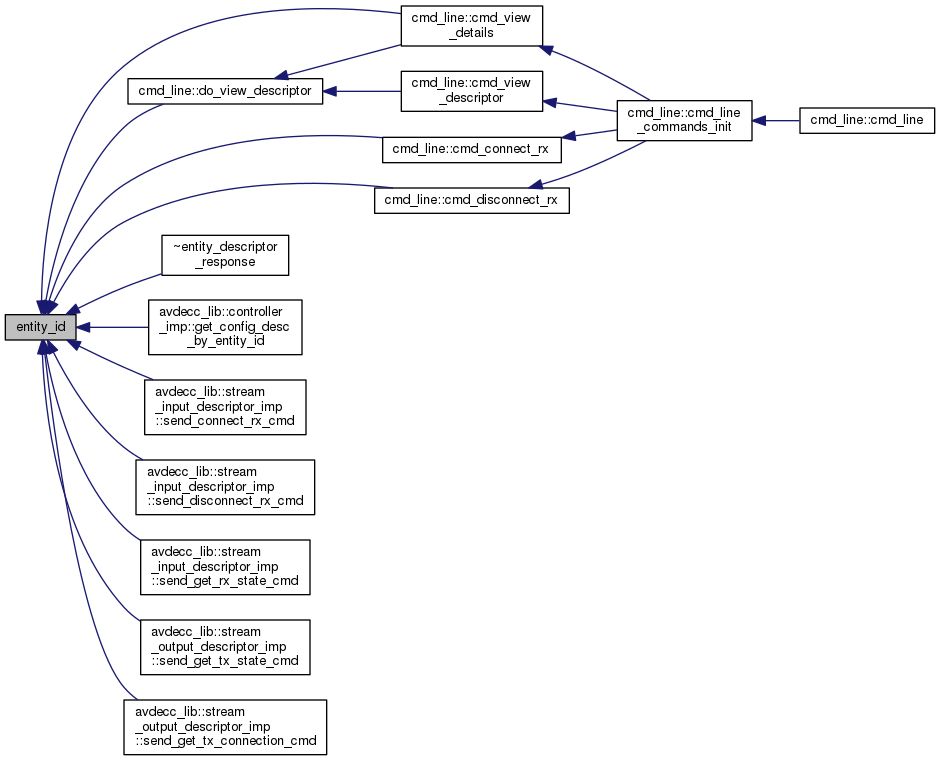 cmd_line::cmd_view
_details
cmd_line::do_view_descriptor
cmd_line::cmd_view
_descriptor
cmd_line::cmd_line
_commands_init
cmd_line::cmd_line
cmd_line::cmd_connect_rx
cmd_line::cmd_disconnect_rx
~entity_descriptor
_response
entity_id
avdecc_lib::controller
_imp::get_config_desc
_by_entity_id
avdecc_lib::stream
_input_descriptor_imp
::send_connect_rx_cmd
avdecc_lib::stream
_input_descriptor_imp
::send_disconnect_rx_cmd
avdecc_lib::stream
_input_descriptor_imp
::send_get_rx_state_cmd
avdecc_lib::stream
_output_descriptor_imp
::send_get_tx_state_cmd
avdecc_lib::stream
_output_descriptor_imp
::send_get_tx_connection_cmd